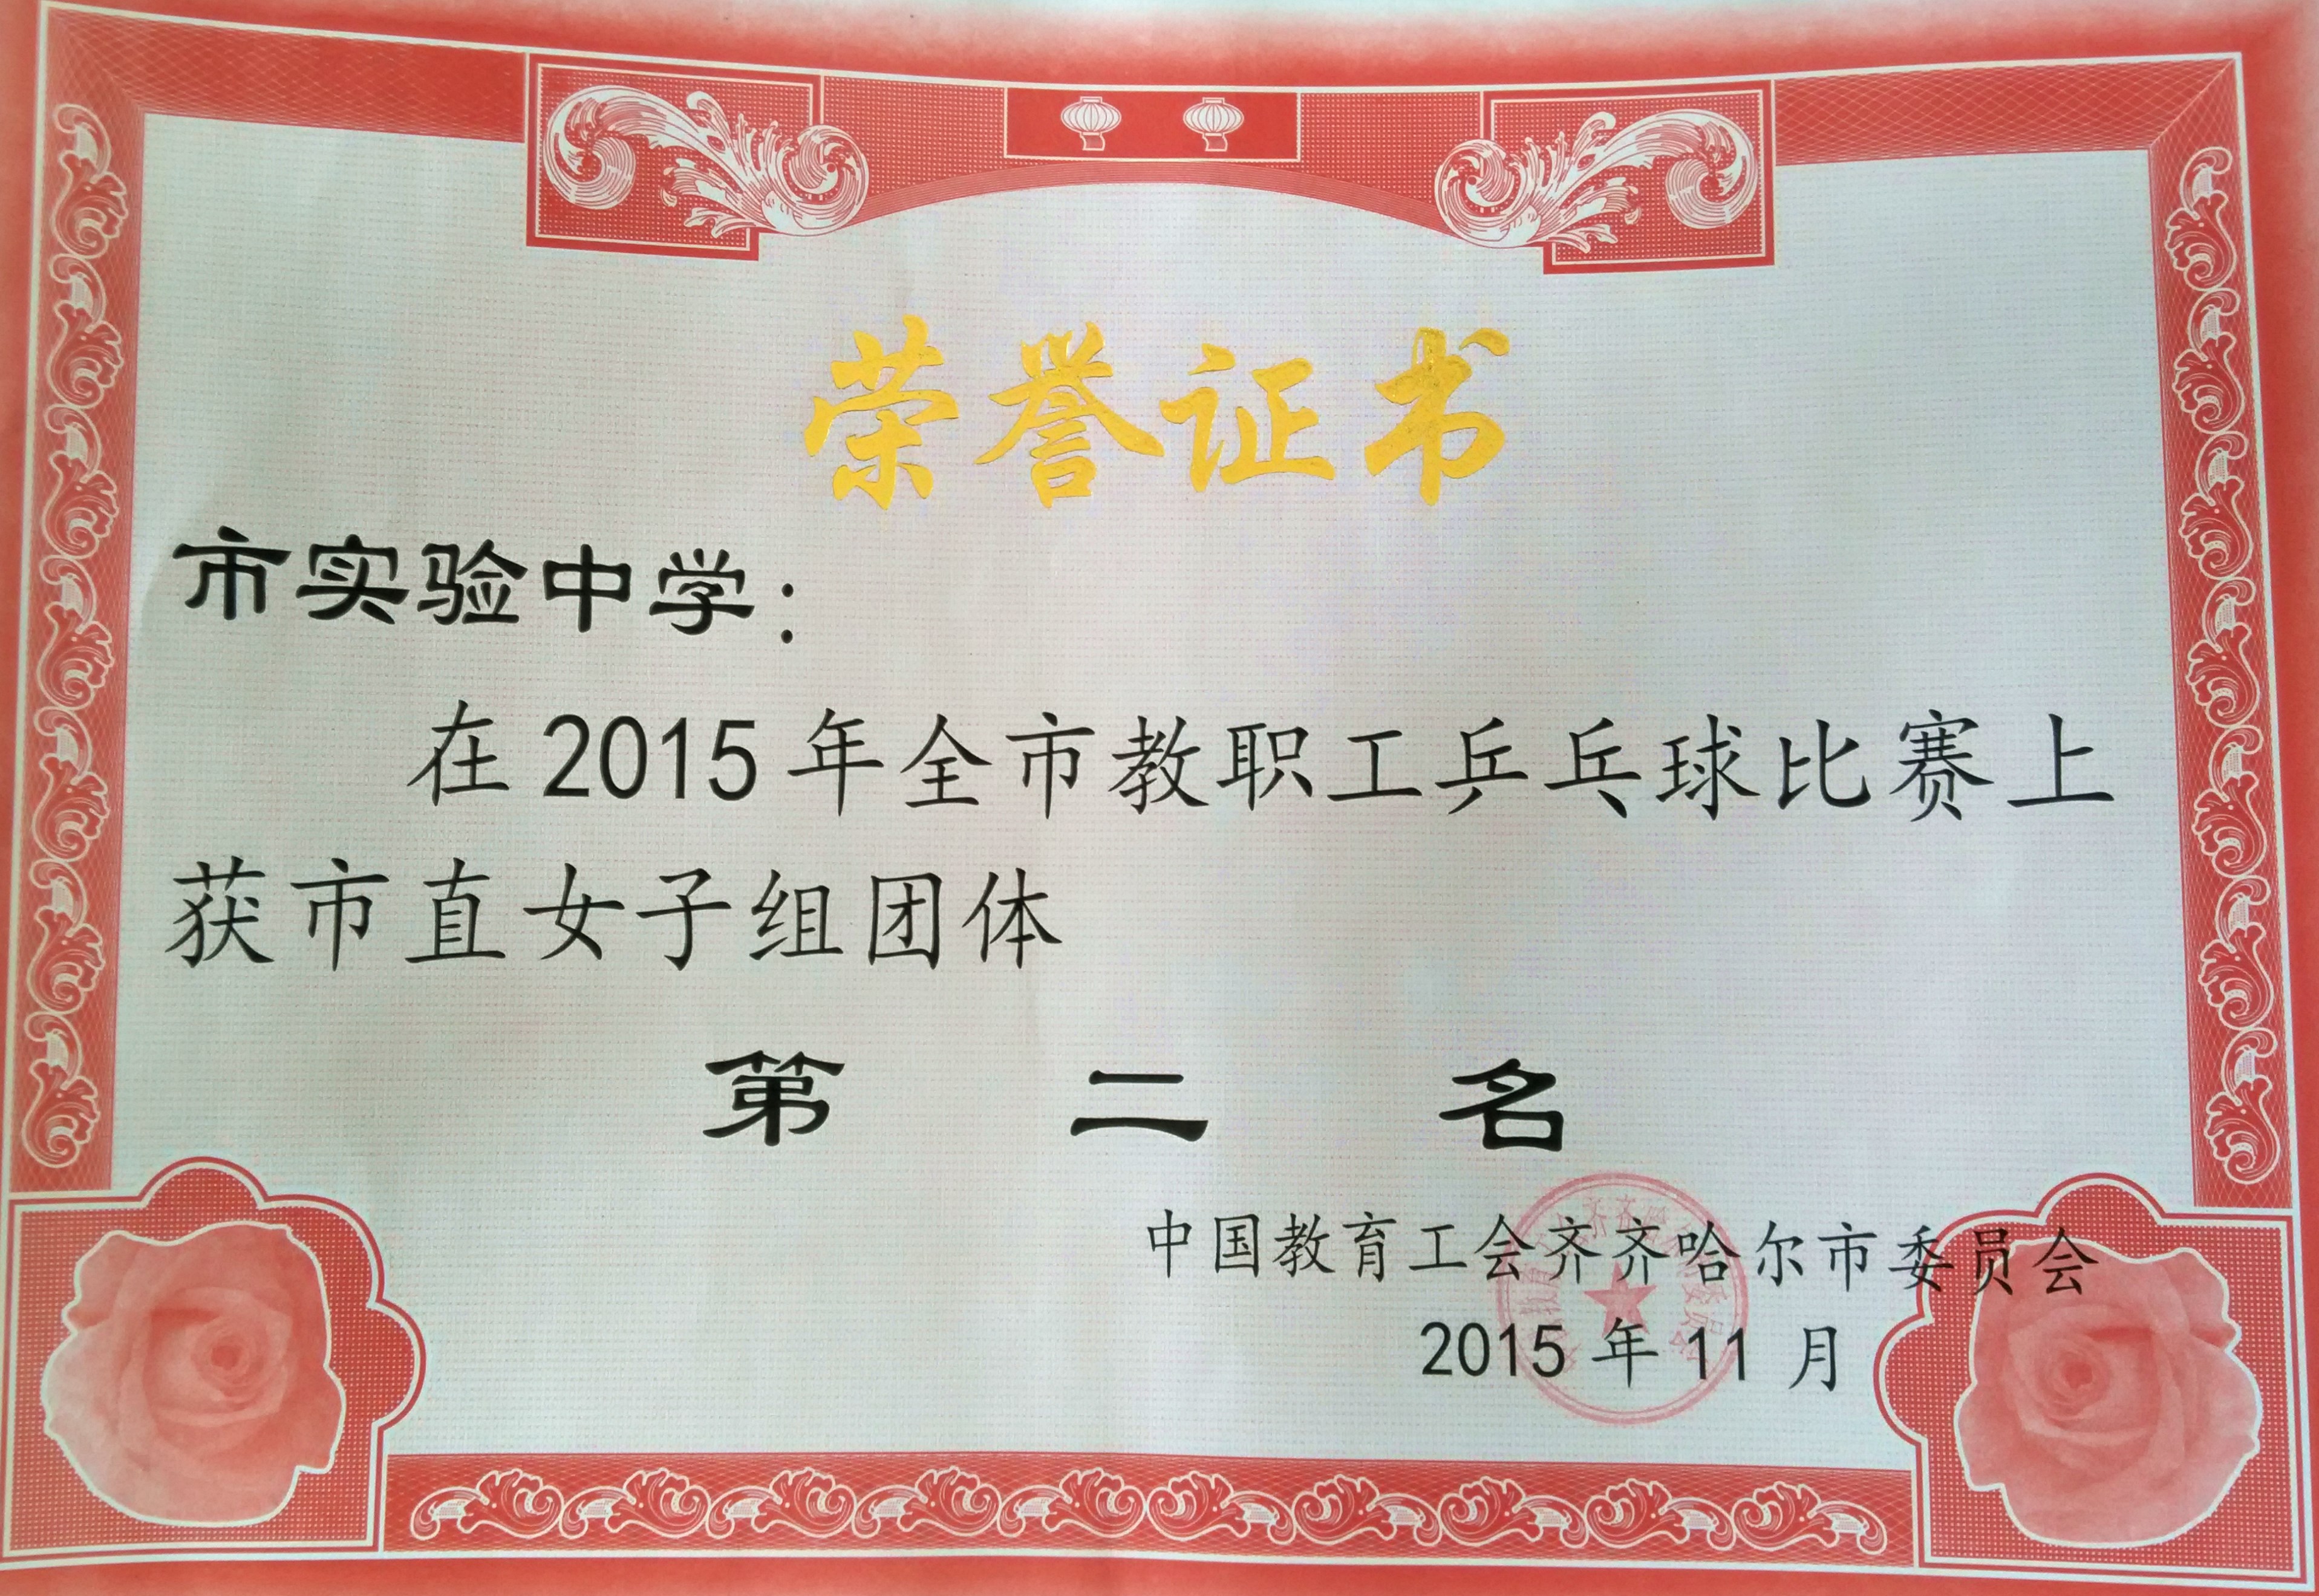 荣誉证书
市实验中学：
在2015年全市教职工乒乓球比赛上
获市直女子组团体
第二名
中国教育工会齐齐哈尔市委员会
2015年11月